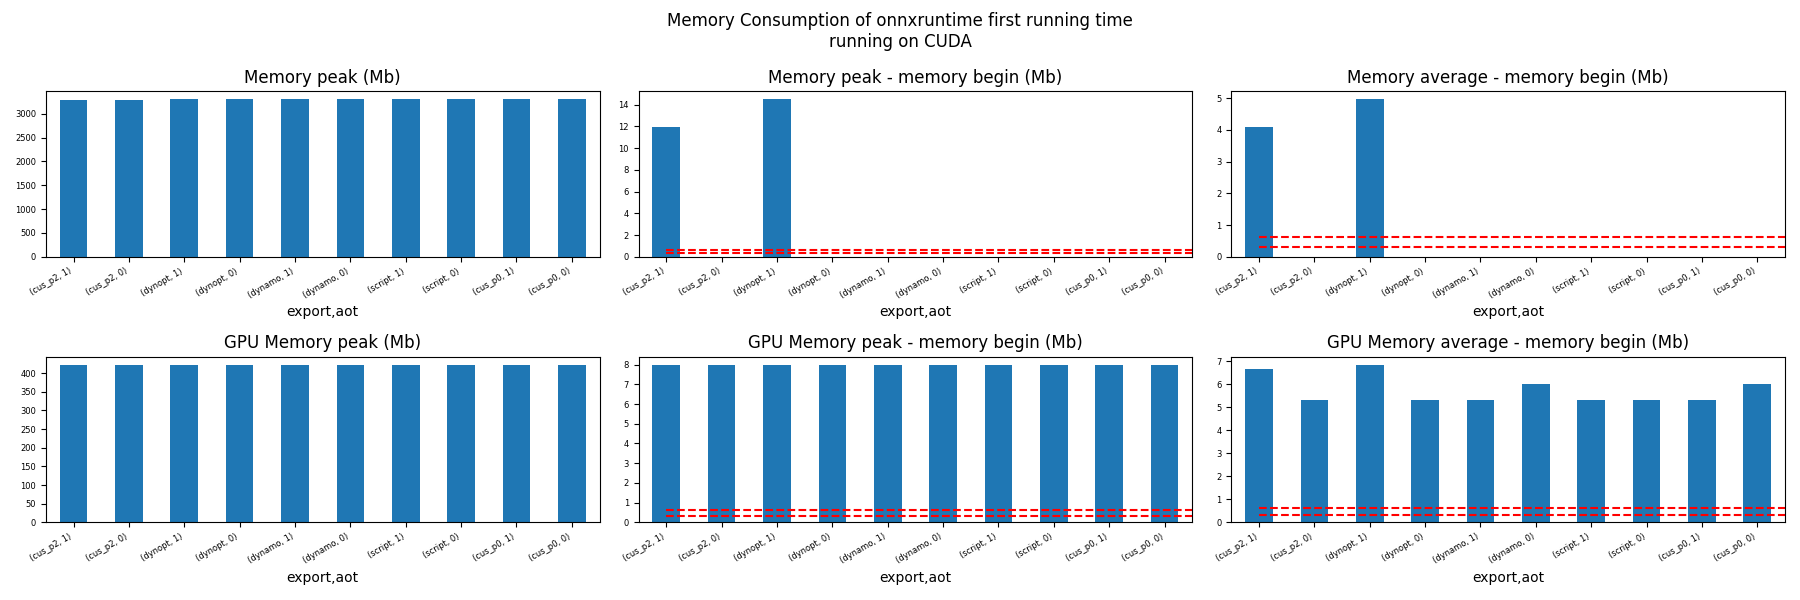 Memory Consumption of onnxruntime first running time
running on CUDA
Memory peak (Mb)
3000
2500
2000
1500
1000
500
0
(cus_p2, 1)
(cus_p2, 0)
(dynopt, 1)
(dynopt, 0)
(dynamo, 1)
(dynamo, 0)
(script, 1)
(script, 0)
(cus_p0, 1)
(cus_p0, 0)
export,aot
Memory peak - memory begin (Mb)
14
12
10
8
6
4
2
0
(cus_p2, 1)
(cus_p2, 0)
(dynopt, 1)
(dynopt, 0)
(dynamo, 1)
(dynamo, 0)
(script, 1)
(script, 0)
(cus_p0, 1)
(cus_p0, 0)
export,aot
Memory average - memory begin (Mb)
5
4
3
2
1
0
(cus_p2, 1)
(cus_p2, 0)
(dynopt, 1)
(dynopt, 0)
(dynamo, 1)
(dynamo, 0)
(script, 1)
(script, 0)
(cus_p0, 1)
(cus_p0, 0)
export,aot
GPU Memory peak (Mb)
400
350
300
250
200
150
100
50
0
(cus_p2, 1)
(cus_p2, 0)
(dynopt, 1)
(dynopt, 0)
(dynamo, 1)
(dynamo, 0)
(script, 1)
(script, 0)
(cus_p0, 1)
(cus_p0, 0)
export,aot
GPU Memory peak - memory begin (Mb)
8
7
6
5
4
3
2
1
0
(cus_p2, 1)
(cus_p2, 0)
(dynopt, 1)
(dynopt, 0)
(dynamo, 1)
(dynamo, 0)
(script, 1)
(script, 0)
(cus_p0, 1)
(cus_p0, 0)
export,aot
GPU Memory average - memory begin (Mb)
7
6
5
4
3
2
1
0
(cus_p2, 1)
(cus_p2, 0)
(dynopt, 1)
(dynopt, 0)
(dynamo, 1)
(dynamo, 0)
(script, 1)
(script, 0)
(cus_p0, 1)
(cus_p0, 0)
export,aot